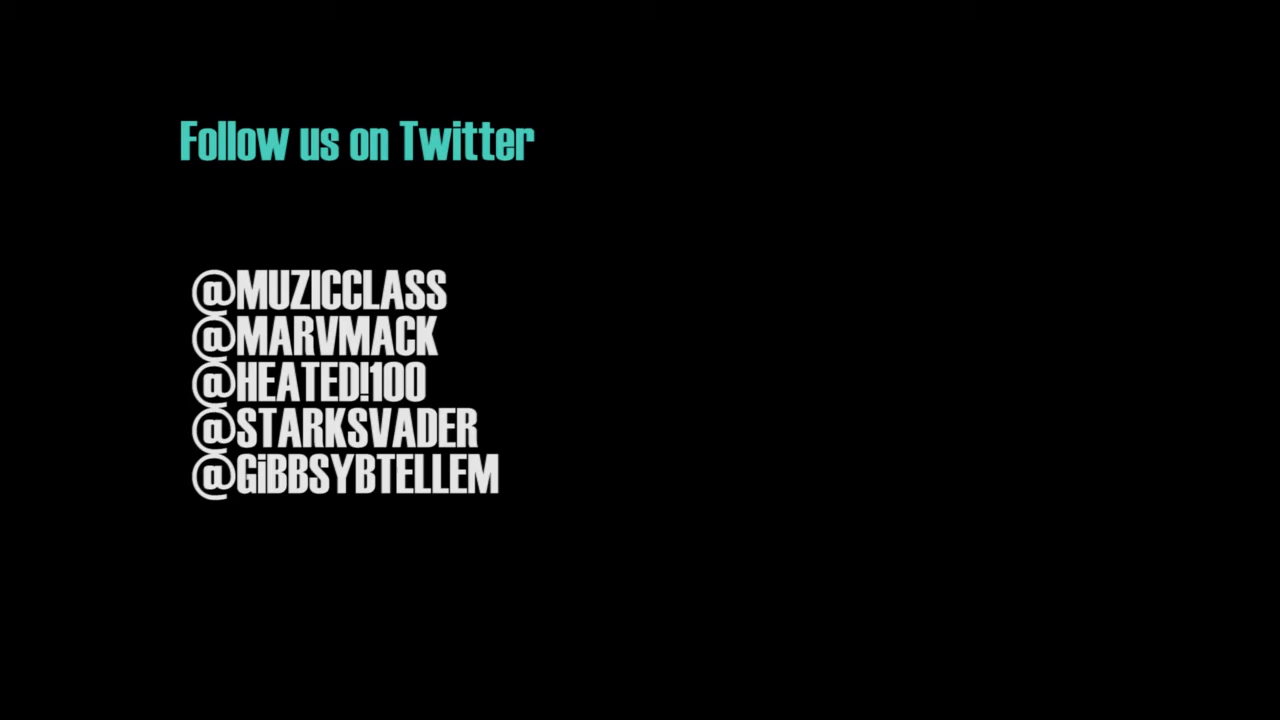 Follow us on Twitter
@MUZICCLASS
@MARVMACK
@HEATED!100
@STARKSVADER
@GiBBSYBTELLEM